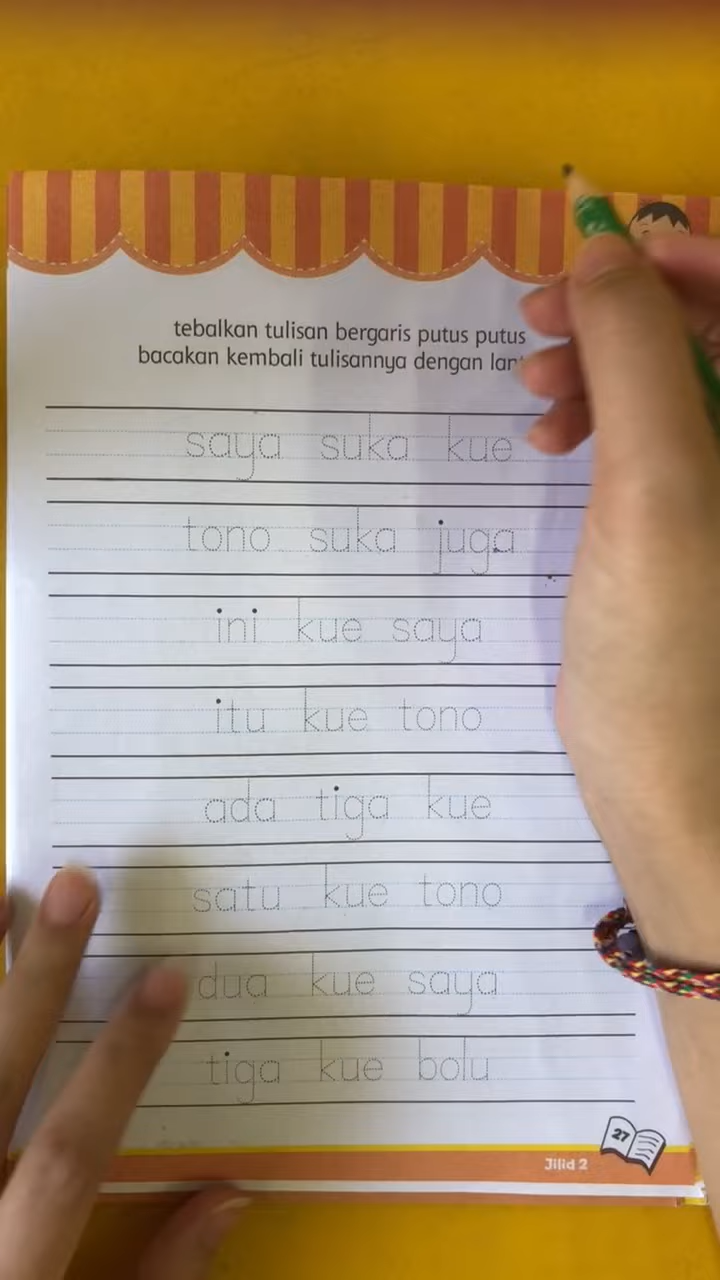 tebalkan tulisan bergaris putus putus
bacakan kembali tulisannya dengan
saya suka kue
tono suka juga
ini kue saya
itu kue tono
ada tiga kue
satu kue tono
dua kue saya
tiga kue bolu
27
Jilid 2